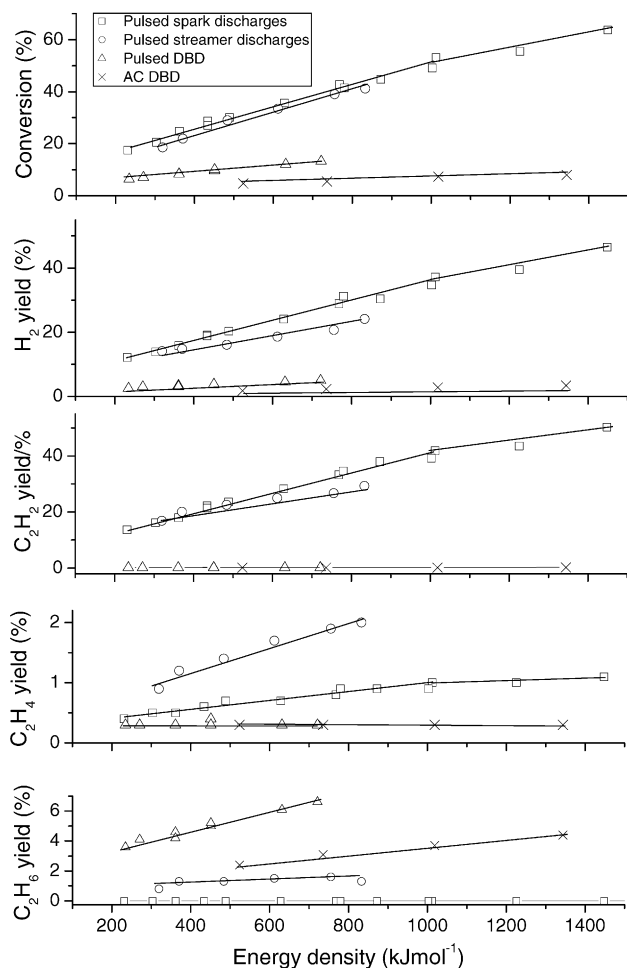 Pulsed spark discharges
Pulsed streamer discharges
Pulsed DBD
AC DBD
80
60
40
20
0
Conversion (%)
40
20
0
H₂ yield (%)
40
20
0
C₂H₂ yield/%
2
1
0
C₂H₄ yield (%)
6
4
2
0
C₂H₆ yield (%)
200 400 600 800 1000 1200 1400
Energy density (kJmol⁻¹)